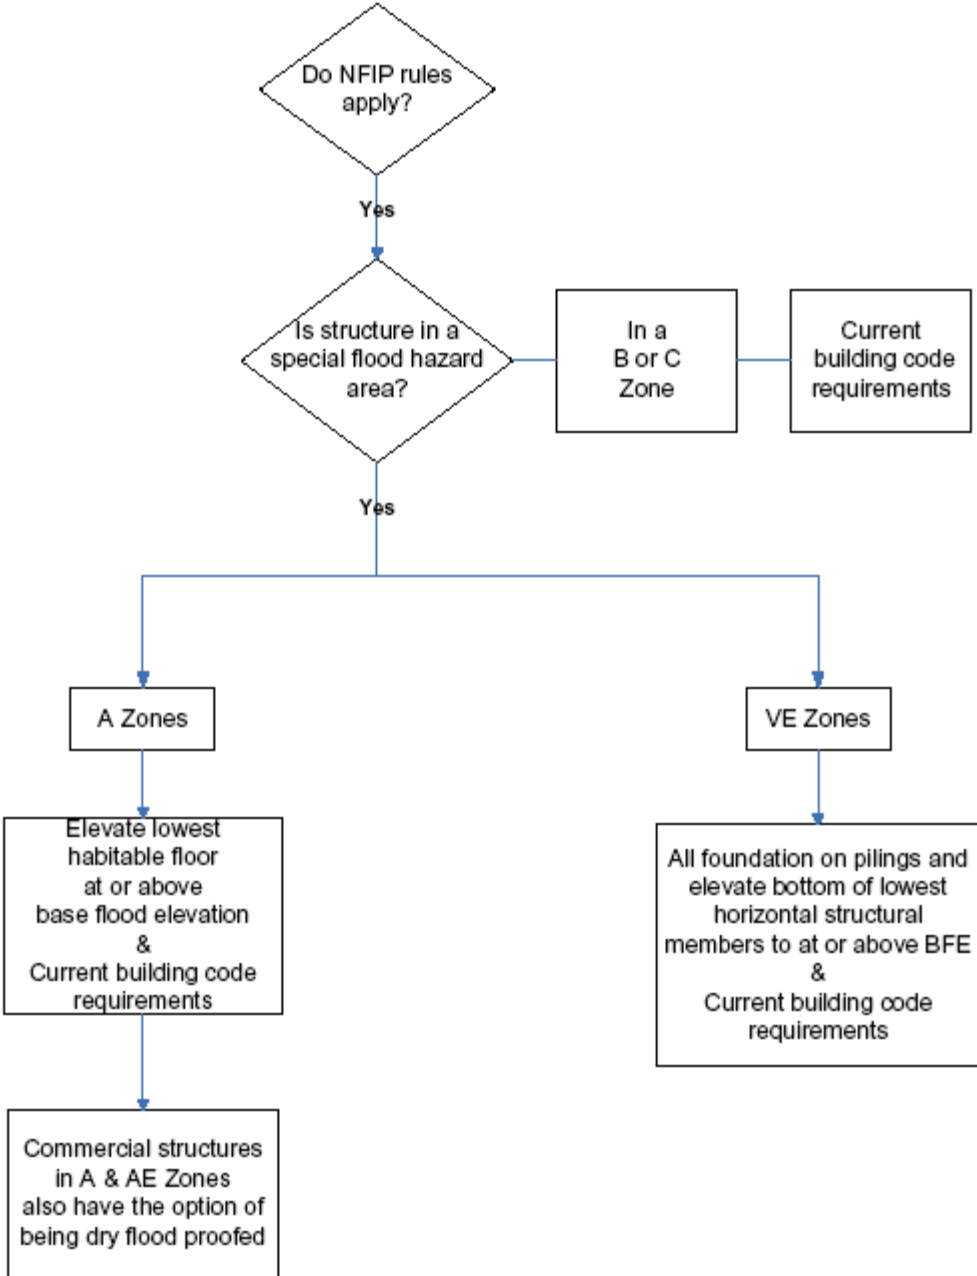 Do NFIP rules
apply?
Yes
Is structure in a
special flood hazard
area?
In a
B or C
Zone
Current
building code
requirements
Yes
A Zones
VE Zones
Elevate lowest
habitable floor
at or above
base flood elevation
&
Current building code
requirements
All foundation on pilings and
elevate bottom of lowest
horizontal structural
members to at or above BFE
&
Current building code
requirements
Commercial structures
in A & AE Zones
also have the option of
being dry flood proofed